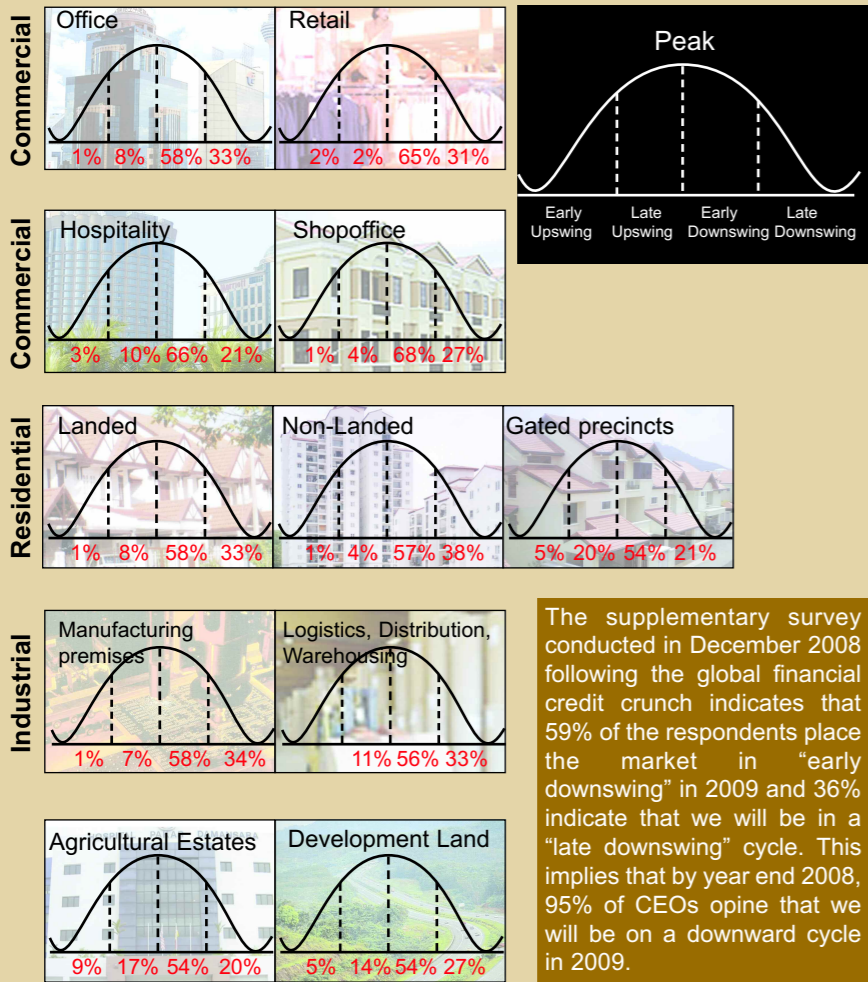 Commercial
Office
1% 8% 58% 33%
Retail
2% 2% 65% 31%
Peak
Early Upswing
Late Upswing
Early Downswing
Late Downswing
Commercial
Hospitality
3% 10% 66% 21%
Shopoffice
1% 4% 68% 27%
Residential
Landed
1% 8% 58% 33%
Non-Landed
1% 4% 57% 38%
Gated precincts
5% 20% 54% 21%
Industrial
Manufacturing
premises
1% 7% 58% 34%
Logistics, Distribution,
Warehousing
11% 56% 33%
Agricultural Estates
9% 17% 54% 20%
Development Land
5% 14% 54% 27%
The supplementary survey
conducted in December 2008
following the global financial
credit crunch indicates that
59% of the respondents place
the market in “early
downswing” in 2009 and 36%
indicate that we will be in a
“late downswing” cycle. This
implies that by year end 2008,
95% of CEOs opine that we
will be on a downward cycle
in 2009.